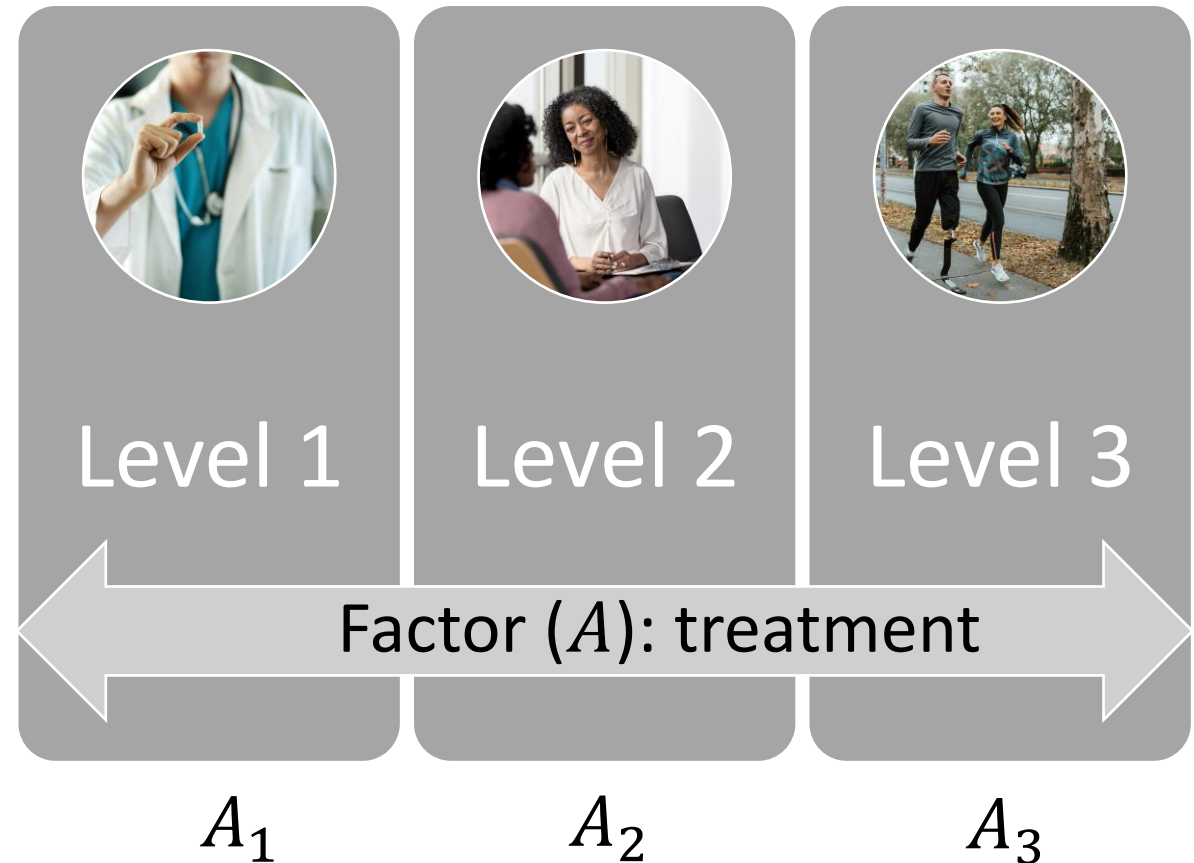 Level 1
Level 2
Level 3
Factor (A): treatment
A₁
A₂
A₃